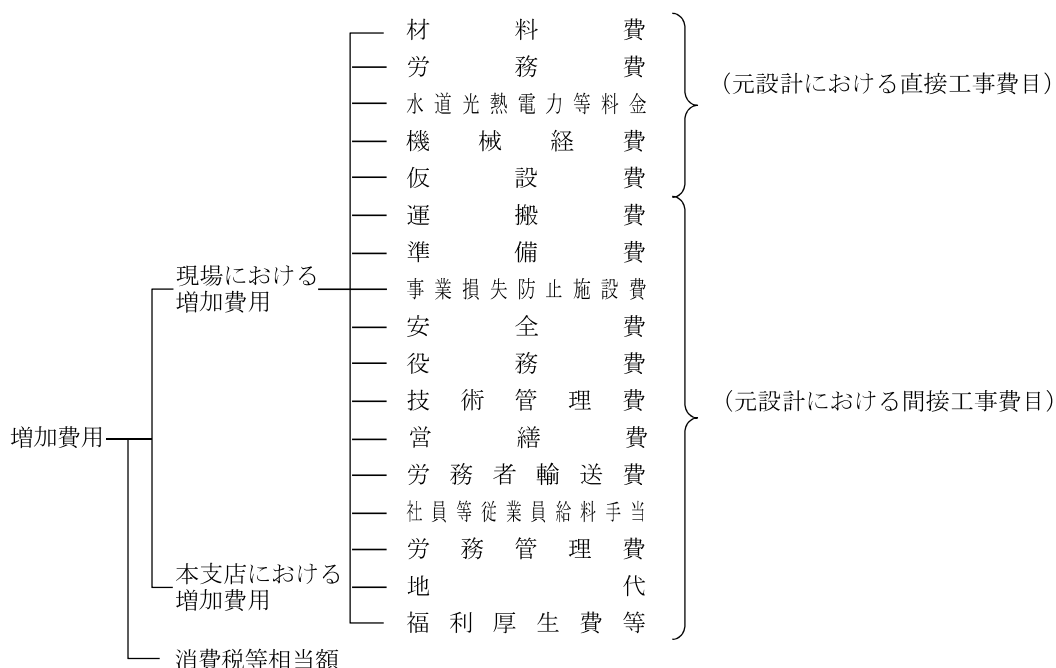 増加費用
現場における
増加費用
材料費
労務費
水道光熱電力等料金
機械経費
仮設費
運搬費
準備費
事業損失防止施設費
安全費
役務費
技術管理費
営繕費
労務者輸送費
社員等従業員給料手当
労務管理費
地代
福利厚生費等
(元設計における直接工事費目)
(元設計における間接工事費目)
本支店における
増加費用
消費税等相当額